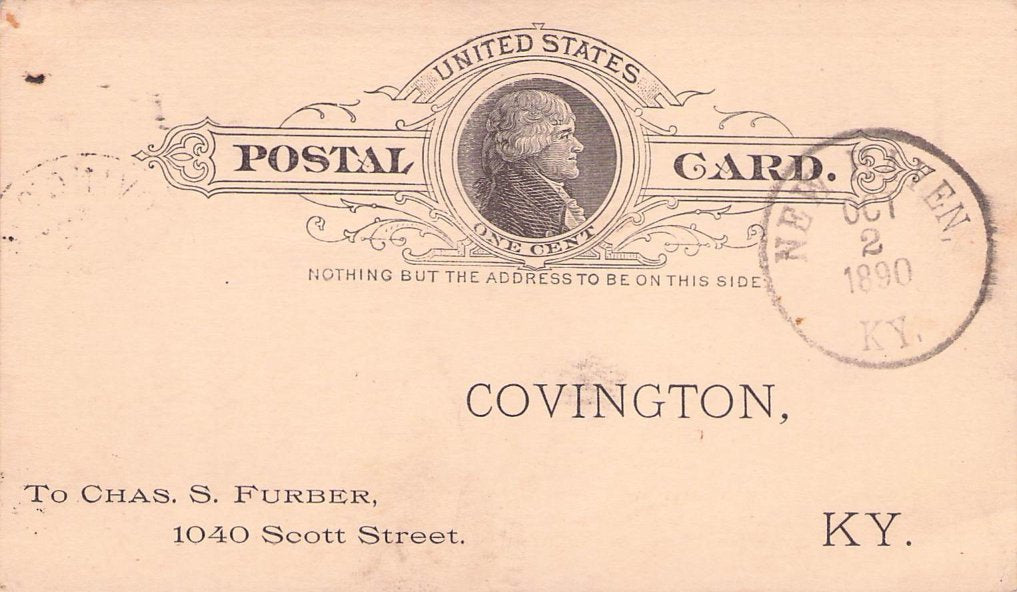 UNITED STATES
POSTAL CARD.
ONE CENT
NOTHING BUT THE ADDRESS TO BE ON THIS SIDE
NEW
OCT
2
1890
KY.
COVINGTON,
To Chas. S. Furber,
1040 Scott Street.
KY.